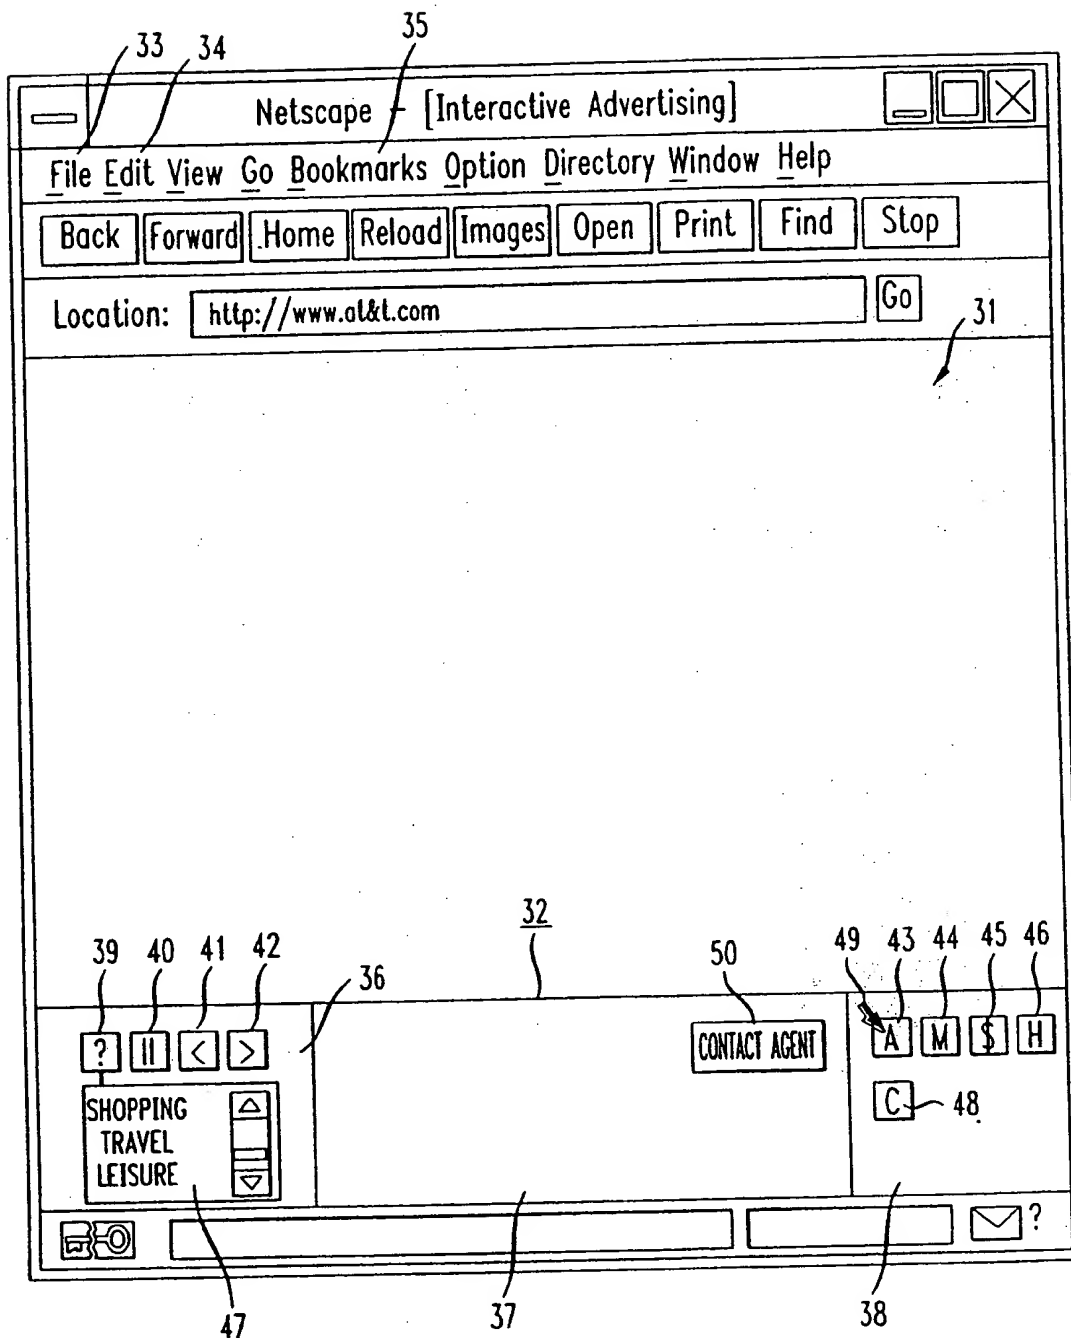 33 34 35
Netscape - [Interactive Advertising]
File Edit View Go Bookmarks Option Directory Window Help
Back Forward Home Reload Images Open Print Find Stop
Location: http://www.at&t.com Go
31
32
39 40 41 42 36 50 49 43 44 45 46
? II < > CONTACT AGENT A M $ H
C 48
SHOPPING
TRAVEL
LEISURE
?
47 37 38